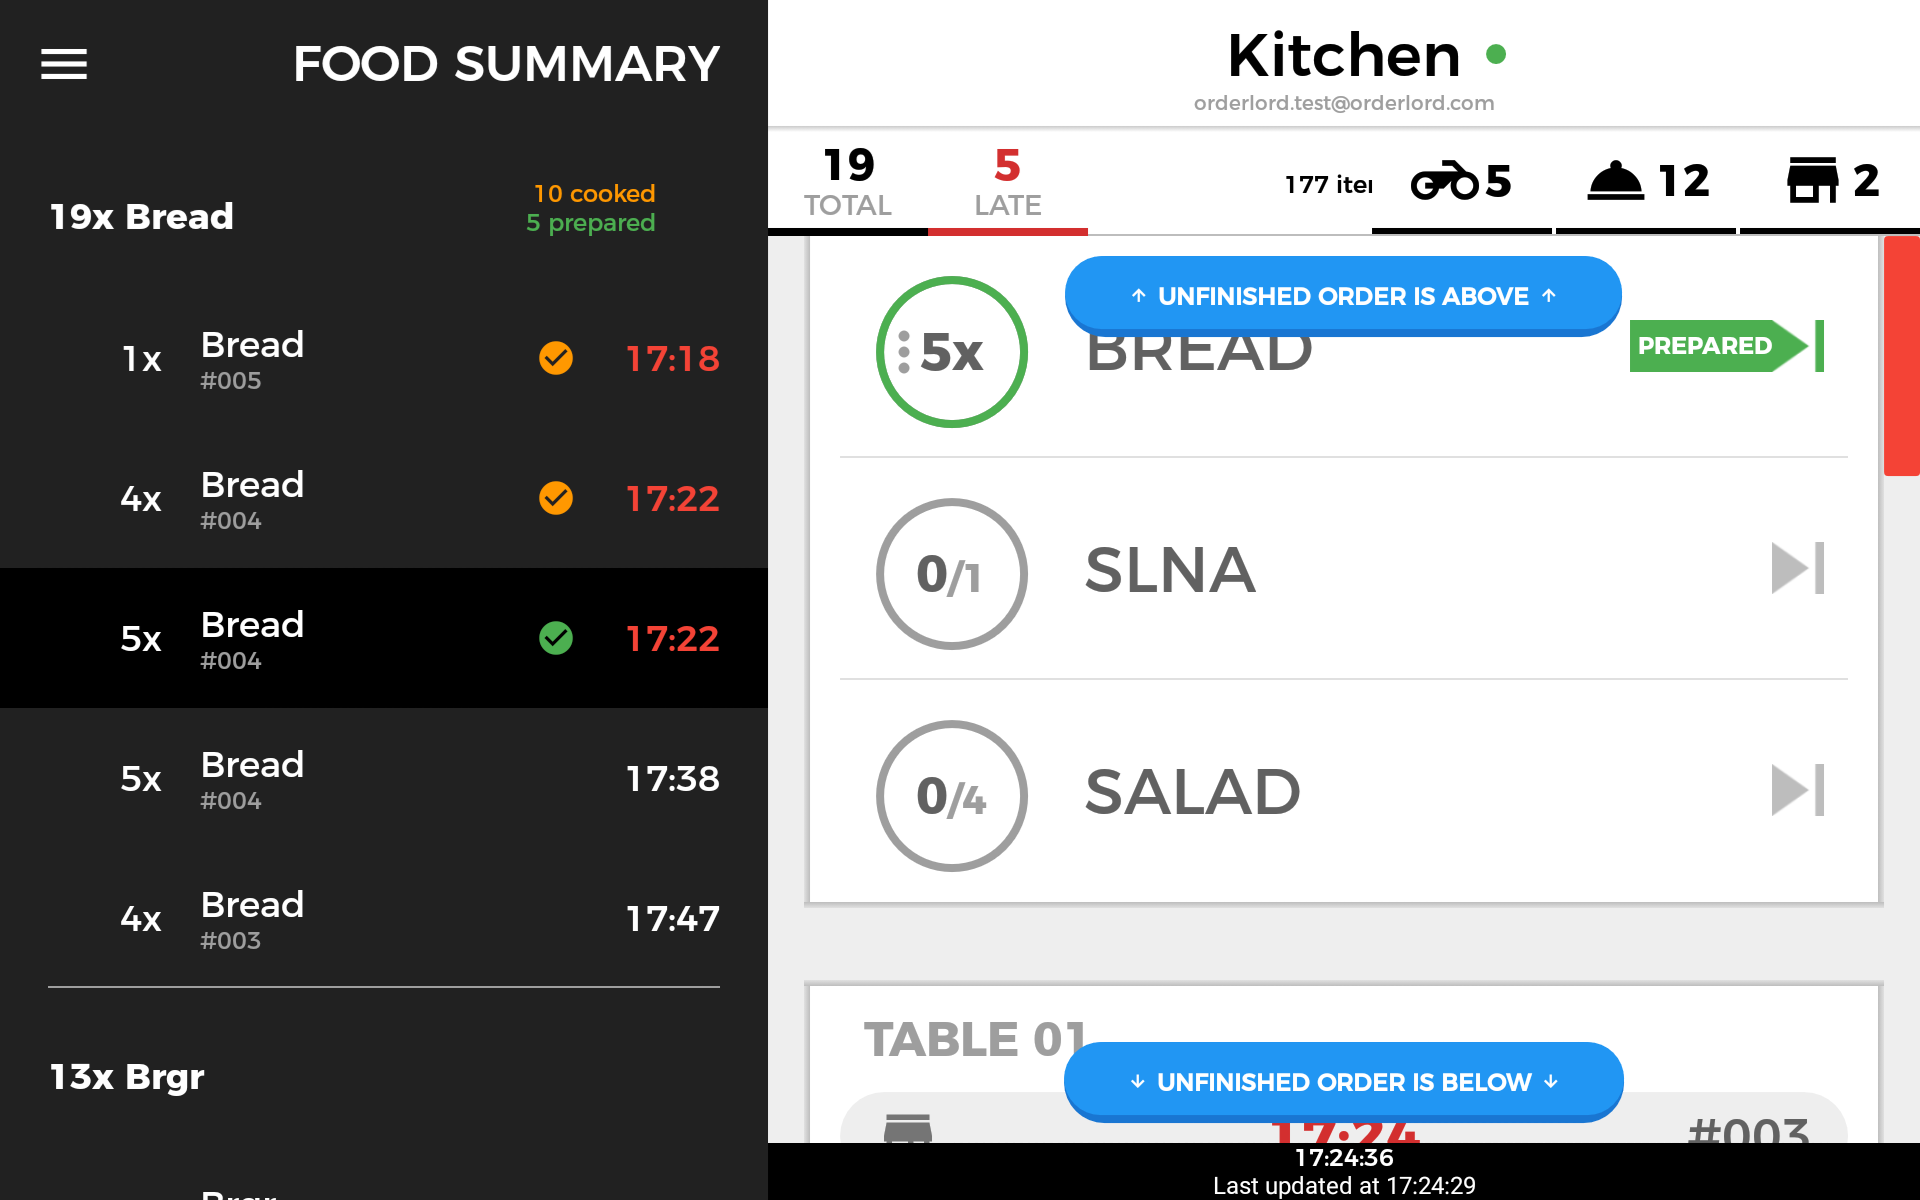 FOOD SUMMARY
19x Bread
10 cooked
5 prepared
1x Bread 17:18
#005
4x Bread 17:22
#004
5x Bread 17:22
#004
5x Bread 17:38
#004
4x Bread 17:47
#003
13x Brgr
Brgr
Kitchen
orderlord.test@orderlord.com
19
TOTAL
5
LATE
177 iter
5
12
2
↑ UNFINISHED ORDER IS ABOVE ↑
5x BREAD PREPARED
0/1 SLNA
0/4 SALAD
TABLE 01
↓ UNFINISHED ORDER IS BELOW ↓
17:24 #003
17:24:36
Last updated at 17:24:29